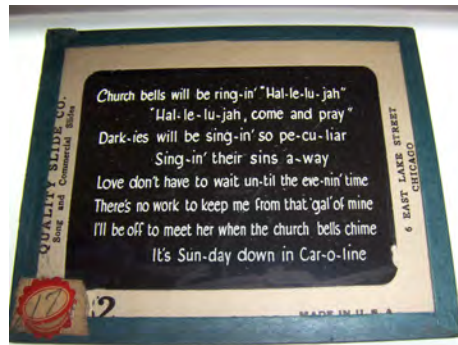 Church bells will be ring-in' "Hal-le-lu-jah"
"Hal-le-lu-jah, come and pray"
Dark-ies will be sing-in' so pe-cu-liar
Sing-in' their sins a-way
Love don't have to wait un-til the eve-nin' time
There's no work to keep me from that 'gal' of mine
I'll be off to meet her when the church bells chime
It's Sun-day down in Car-o-line
QUALITY SLIDE CO.
Song and Commercial Slides
6 EAST LAKE STREET
CHICAGO
17
2
MADE IN U.S.A